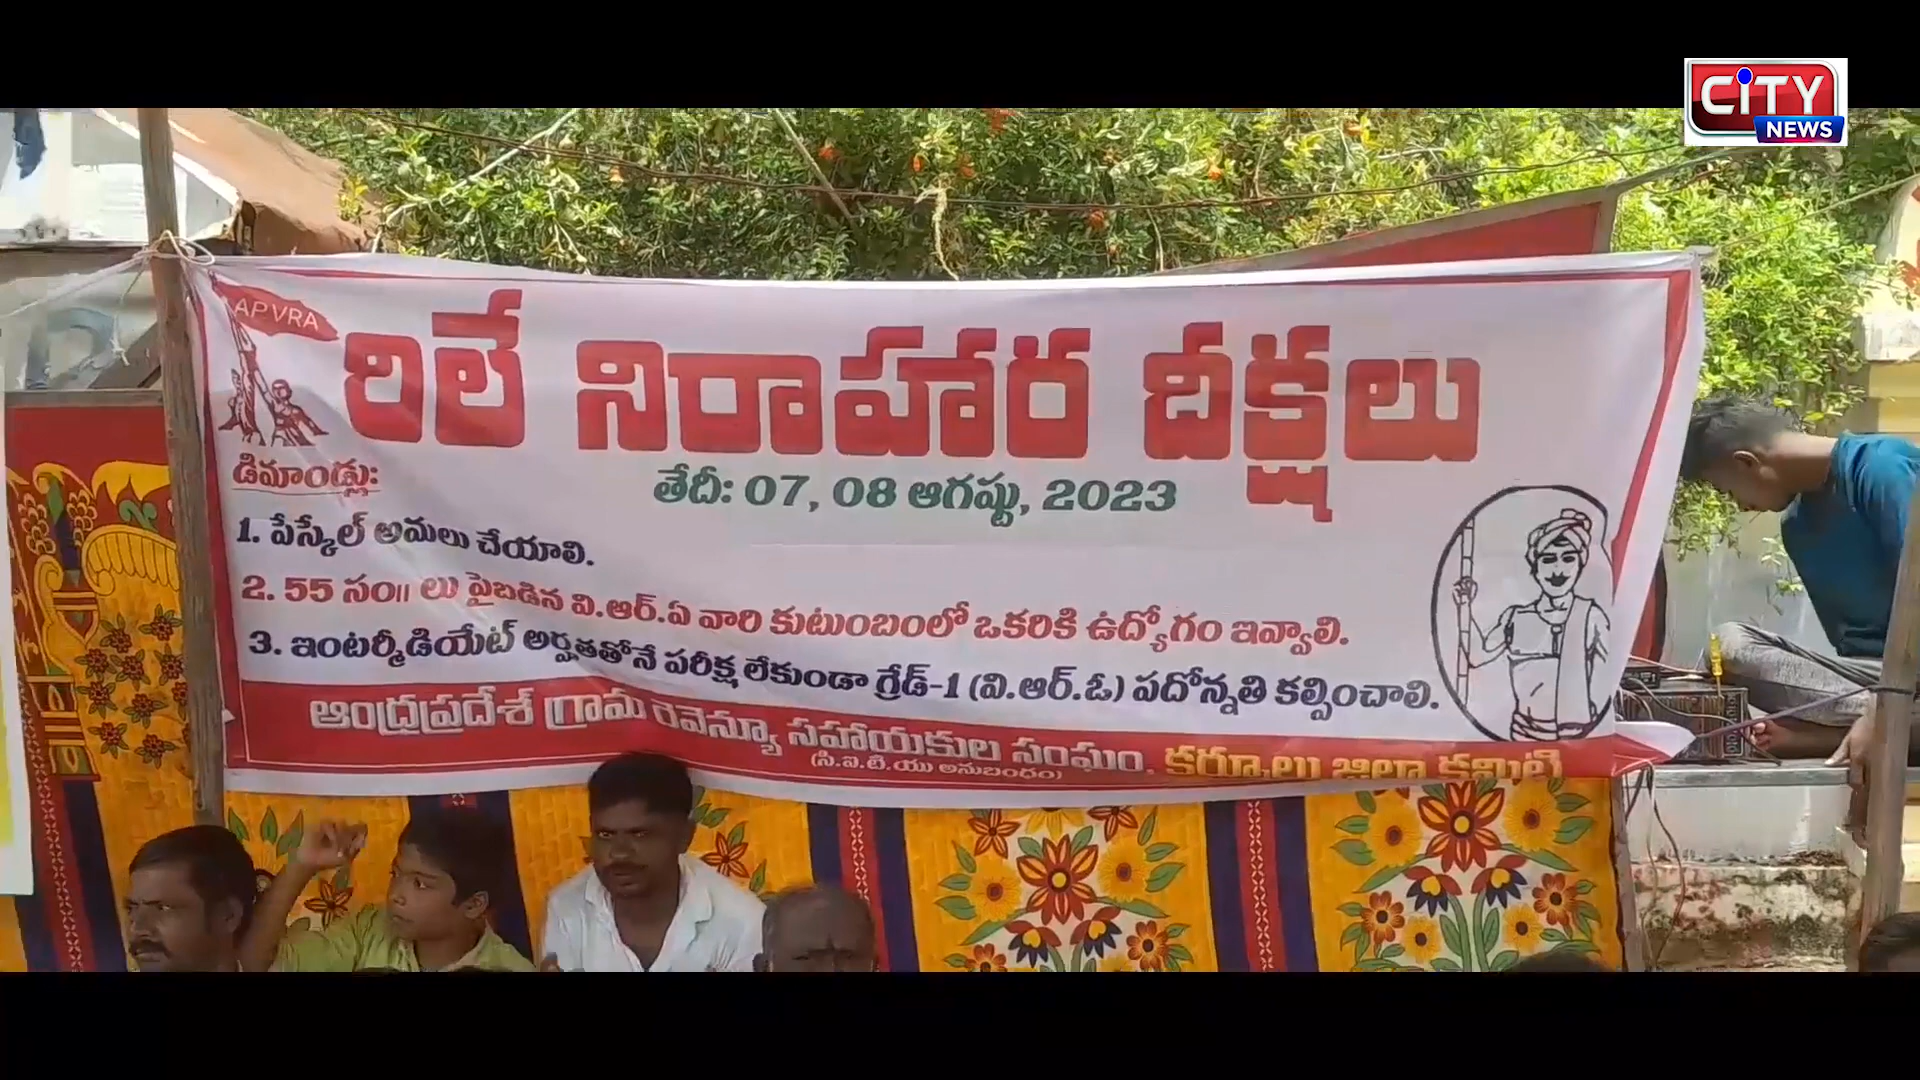 CITY
NEWS
APVRA
రిలే నిరాహార దీక్షలు
తేదీ: 07, 08 ఆగష్టు, 2023
డిమాండ్లు:
1. పేస్కేల్ అమలు చేయాలి.
2. 55 సం॥ లు పైబడిన వి.ఆర్.ఏ వారి కుటుంబంలో ఒకరికి ఉద్యోగం ఇవ్వాలి.
3. ఇంటర్మీడియేట్ అర్హతతోనే పరీక్ష లేకుండా గ్రేడ్-1 (వి.ఆర్.ఓ) పదోన్నతి కల్పించాలి.
ఆంధ్రప్రదేశ్ గ్రామ రెవెన్యూ సహాయకుల సంఘం. కర్నూలు జిల్లా కమిటి
(సి.ఐ.టి.యు అనుబంధం)